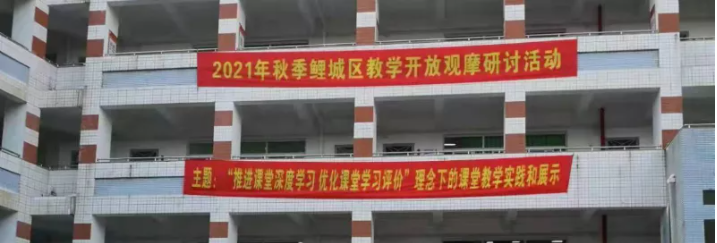 2021年秋季鲤城区教学开放观摩研讨活动
主题：“推进课堂深度学习 优化课堂学习评价”理念下的课堂教学实践和展示